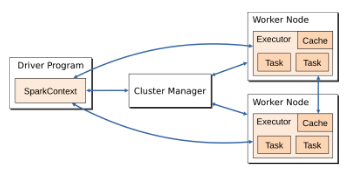 Driver Program
SparkContext
Cluster Manager
Worker Node
Executor
Cache
Task
Task
Worker Node
Executor
Cache
Task
Task